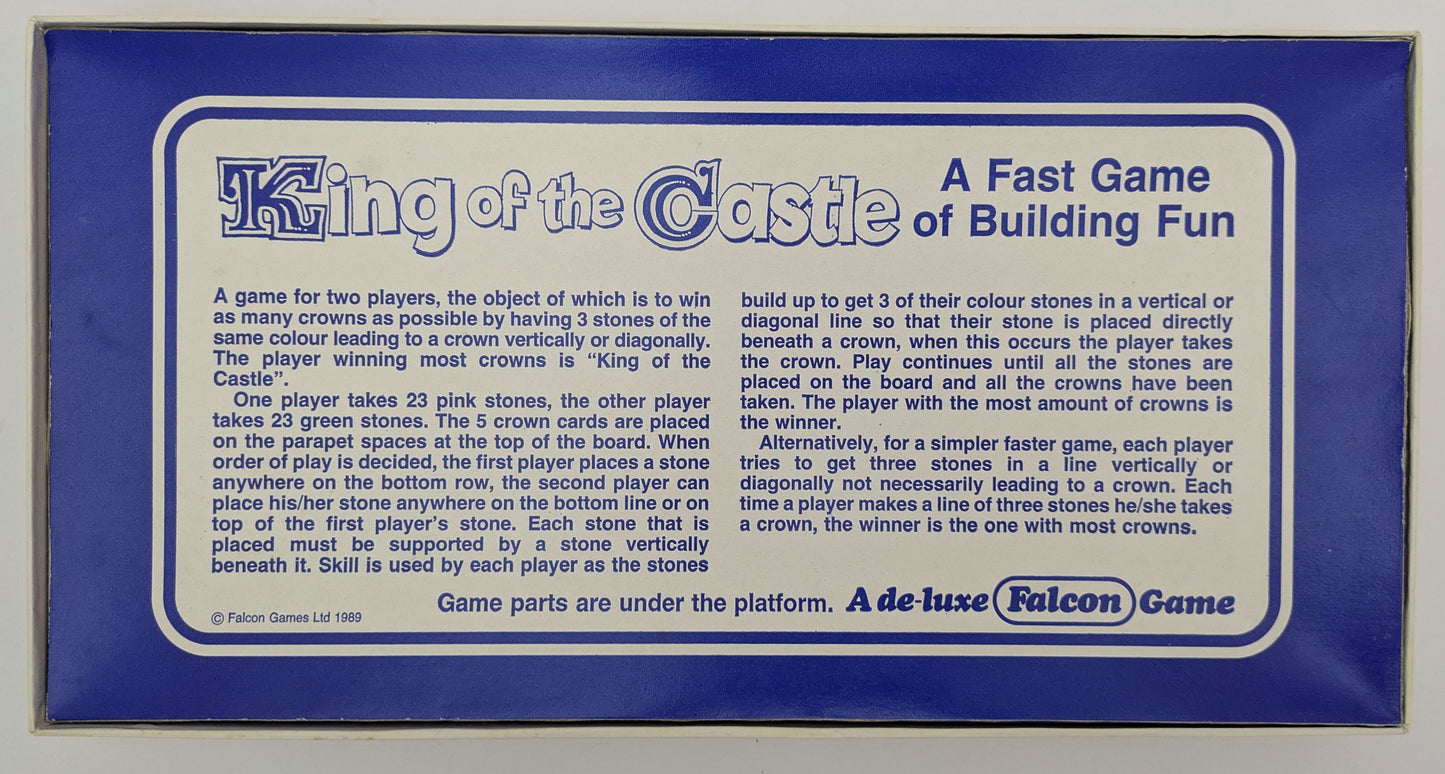 King of the Castle
A Fast Game
of Building Fun
A game for two players, the object of which is to win
as many crowns as possible by having 3 stones of the
same colour leading to a crown vertically or diagonally.
The player winning most crowns is “King of the
Castle”.
One player takes 23 pink stones, the other player
takes 23 green stones. The 5 crown cards are placed
on the parapet spaces at the top of the board. When
order of play is decided, the first player places a stone
anywhere on the bottom row, the second player can
place his/her stone anywhere on the bottom line or on
top of the first player’s stone. Each stone that is
placed must be supported by a stone vertically
beneath it. Skill is used by each player as the stones
build up to get 3 of their colour stones in a vertical or
diagonal line so that their stone is placed directly
beneath a crown, when this occurs the player takes
the crown. Play continues until all the stones are
placed on the board and all the crowns have been
taken. The player with the most amount of crowns is
the winner.
Alternatively, for a simpler faster game, each player
tries to get three stones in a line vertically or
diagonally not necessarily leading to a crown. Each
time a player makes a line of three stones he/she takes
a crown, the winner is the one with most crowns.
Game parts are under the platform. A de-luxe Falcon Game
© Falcon Games Ltd 1989